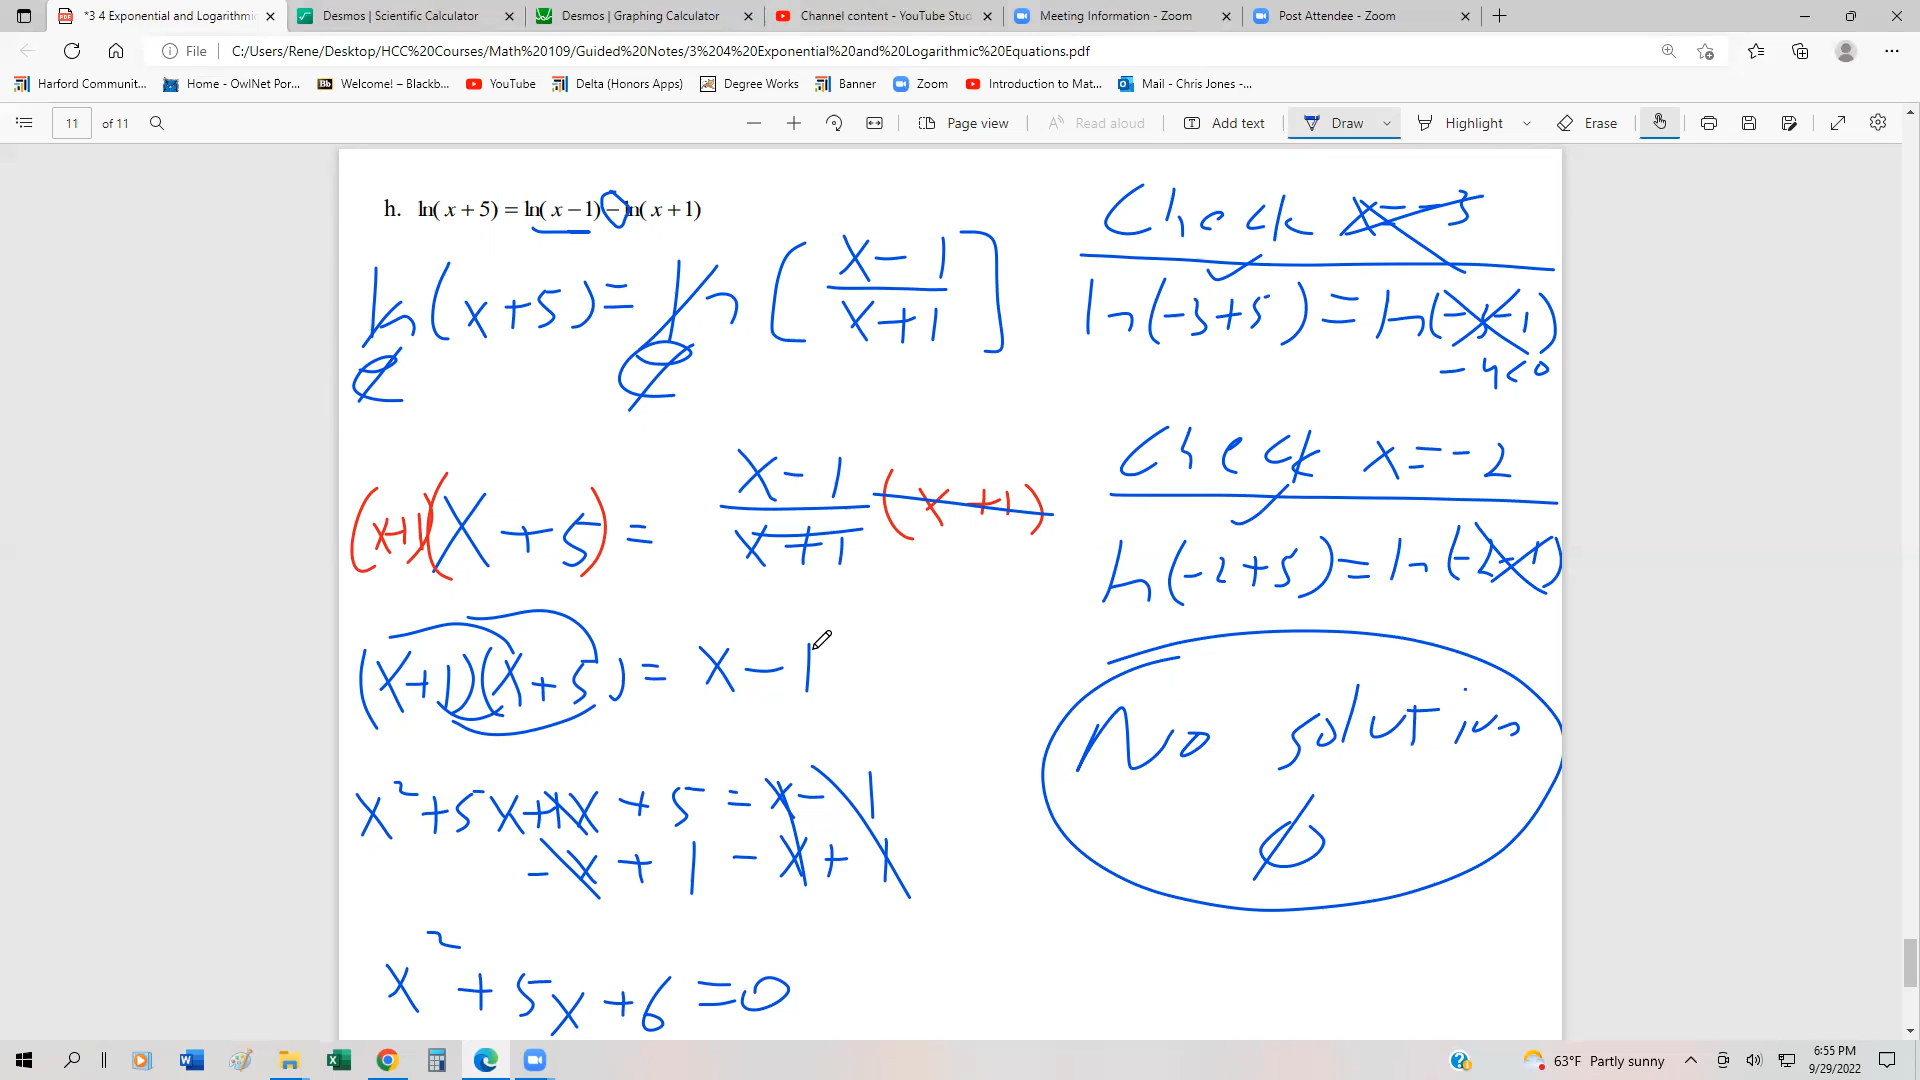 *3 4 Exponential and Logarithmi
Desmos | Scientific Calculator
Desmos | Graphing Calculator
Channel content - YouTube Stud
Meeting Information - Zoom
Post Attendee - Zoom
File
C:/Users/Rene/Desktop/HCC%20Courses/Math%20109/Guided%20Notes/3%204%20Exponential%20and%20Logarithmic%20Equations.pdf
Harford Communit...
Home - OwlNet Por...
Welcome! – Blackb...
YouTube
Delta (Honors Apps)
Degree Works
Banner
Zoom
Introduction to Mat...
Mail - Chris Jones -...
11 of 11
Page view
Read aloud
Add text
Draw
Highlight
Erase
h. ln( x + 5) = ln( x − 1) − ln( x + 1)
ln(x+5) = ln [ x-1 / x+1 ]
e e
(x+1)(x+5) = x-1 / x+1 (x+1)
(x+1)(x+5) = x-1
x² +5x+1x + 5 = x-1
-x + 1 -x + 1
x² + 5x + 6 = 0
Check x=-3
ln(-3+5) = ln(-3-1)
-4<0
Check x=-2
ln(-2+5) = ln(-2-1)
No solution
∅
63°F Partly sunny
6:55 PM
9/29/2022